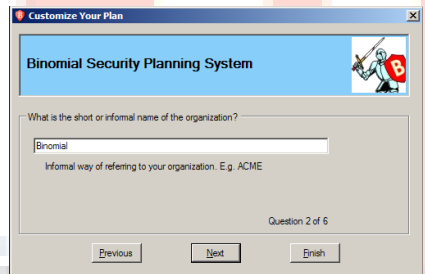 Customize Your Plan
Binomial Security Planning System
B
What is the short or informal name of the organization?
Binomial
Informal way of referring to your organization. E.g. ACME
Question 2 of 6
Previous Next Finish